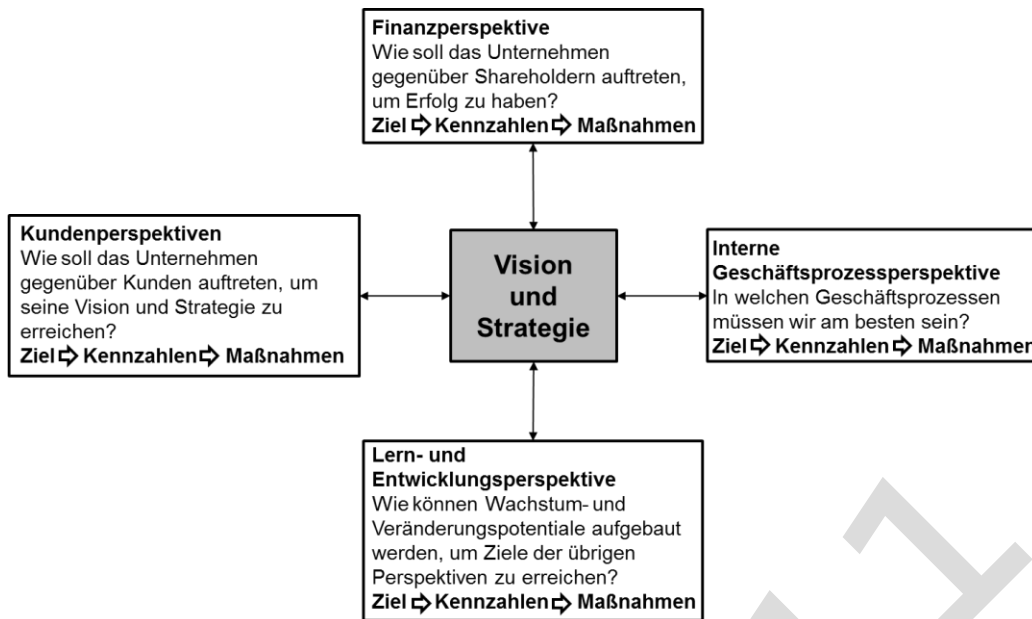 Finanzperspektive
Wie soll das Unternehmen
gegenüber Shareholdern auftreten,
um Erfolg zu haben?
Ziel ⇨ Kennzahlen ⇨ Maßnahmen
Kundenperspektiven
Wie soll das Unternehmen
gegenüber Kunden auftreten, um
seine Vision und Strategie zu
erreichen?
Ziel ⇨ Kennzahlen ⇨ Maßnahmen
Vision
und
Strategie
Interne
Geschäftsprozessperspektive
In welchen Geschäftsprozessen
müssen wir am besten sein?
Ziel ⇨ Kennzahlen ⇨ Maßnahmen
Lern- und
Entwicklungsperspektive
Wie können Wachstum- und
Veränderungspotentiale aufgebaut
werden, um Ziele der übrigen
Perspektiven zu erreichen?
Ziel ⇨ Kennzahlen ⇨ Maßnahmen